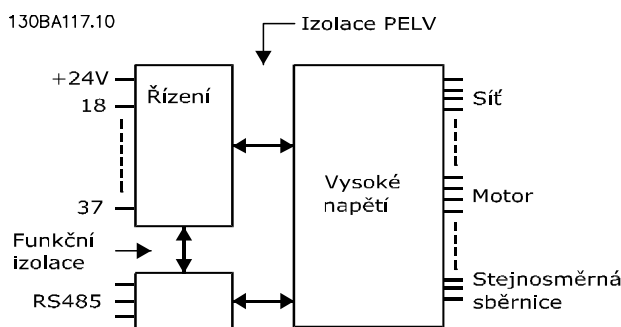 130BA117.10
Izolace PELV
+24V
18
Řízení
Síť
Vysoké
napětí
37
Motor
Funkční
izolace
RS485
Stejnosměrná
sběrnice